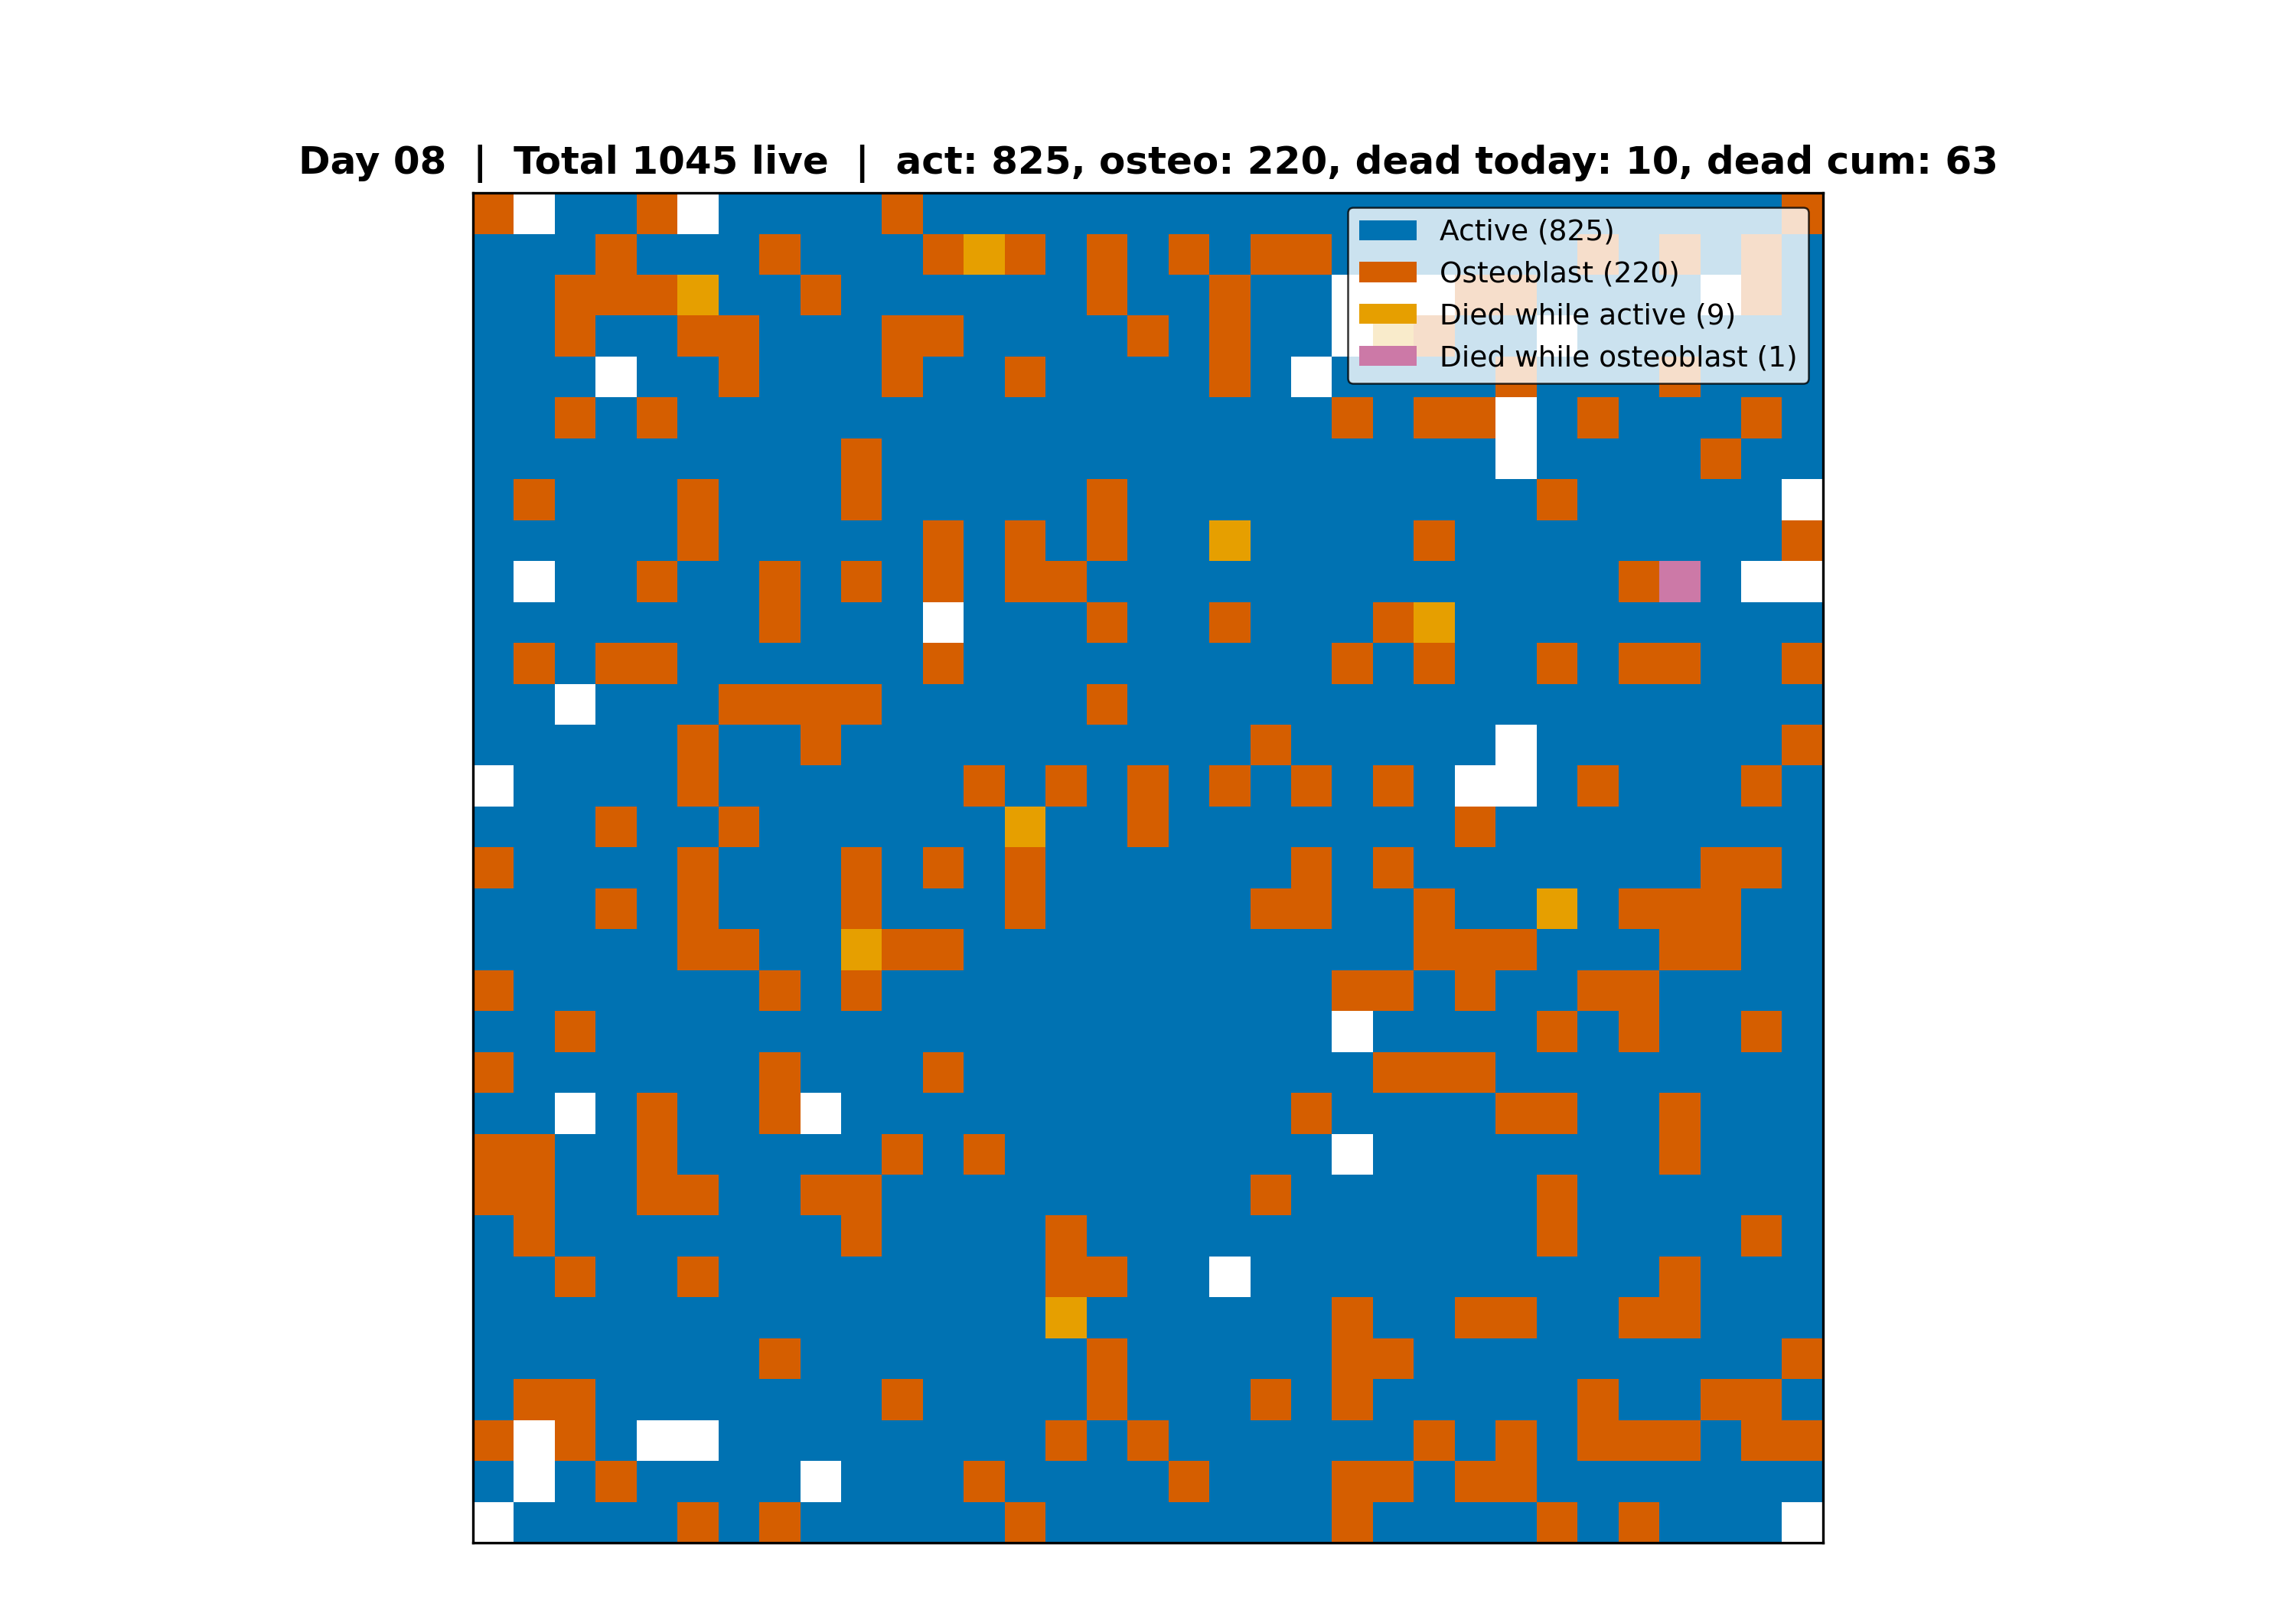 Day 08 | Total 1045 live | act: 825, osteo: 220, dead today: 10, dead cum: 63
Active (825)
Osteoblast (220)
Died while active (9)
Died while osteoblast (1)